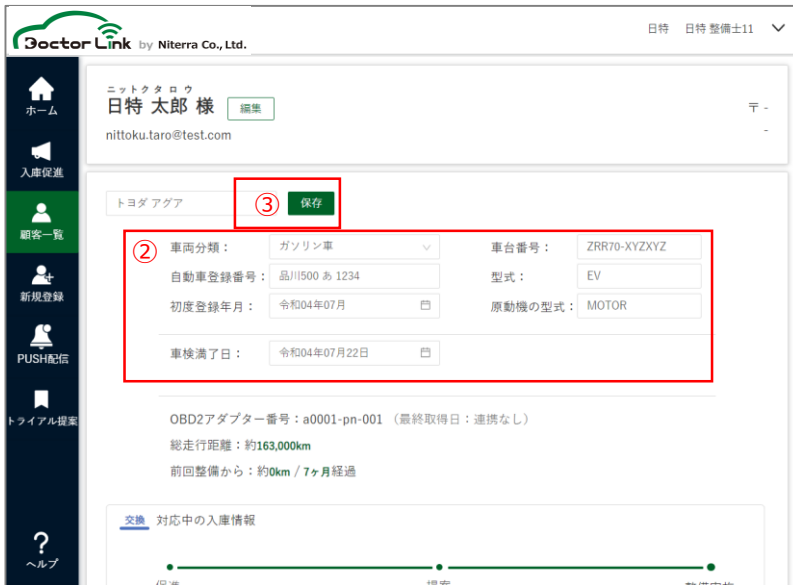 Doctor Link by Niterra Co., Ltd.
日特 日特 整備士11
ホーム
入庫促進
顧客一覧
新規登録
PUSH配信
トライアル提案
ヘルプ
ニットクタロウ
日特 太郎 様 編集
〒 -
nittoku.taro@test.com
-
トヨダ アグア ③ 保存
②
車両分類: ガソリン車 車台番号: ZRR70-XYZXYZ
自動車登録番号: 品川500 あ 1234 型式: EV
初度登録年月: 令和04年07月 原動機の型式: MOTOR
車検満了日: 令和04年07月22日
OBD2アダプター番号:a0001-pn-001 (最終取得日:連携なし)
総走行距離:約163,000km
前回整備から:約0km / 7ヶ月経過
交換 対応中の入庫情報
促進 提案 整備実施